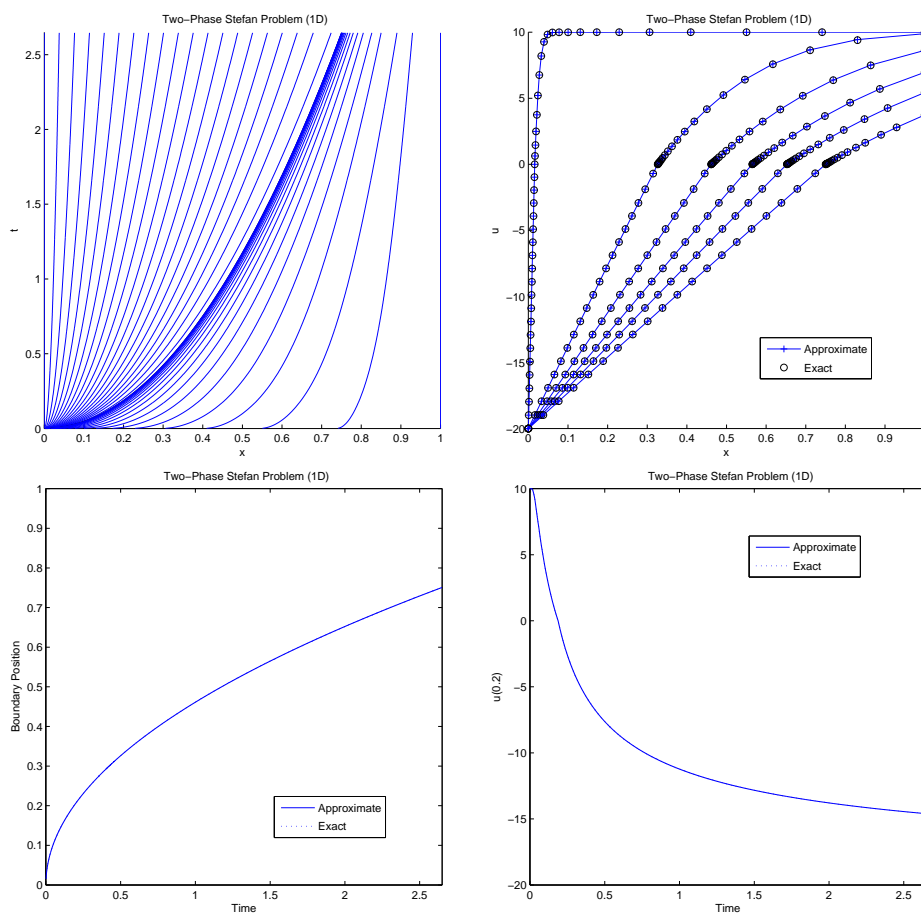 Two-Phase Stefan Problem (1D)
2.5
2
1.5
1
0.5
0
t
0 0.1 0.2 0.3 0.4 0.5 0.6 0.7 0.8 0.9 1
x
Two-Phase Stefan Problem (1D)
10
5
0
-5
-10
-15
-20
u
Approximate
Exact
0 0.1 0.2 0.3 0.4 0.5 0.6 0.7 0.8 0.9
x
Two-Phase Stefan Problem (1D)
1
0.9
0.8
0.7
0.6
0.5
0.4
0.3
0.2
0.1
0
Boundary Position
Approximate
Exact
0 0.5 1 1.5 2 2.5
Time
Two-Phase Stefan Problem (1D)
10
5
0
-5
-10
-15
-20
u(0.2)
Approximate
Exact
0 0.5 1 1.5 2 2.5
Time